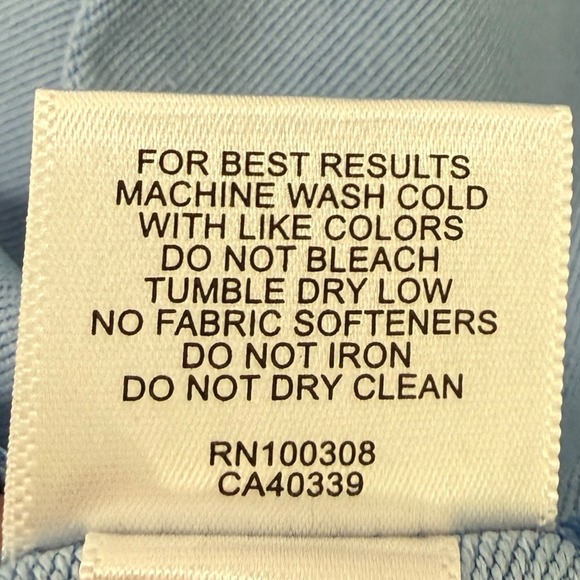 FOR BEST RESULTS
MACHINE WASH COLD
WITH LIKE COLORS
DO NOT BLEACH
TUMBLE DRY LOW
NO FABRIC SOFTENERS
DO NOT IRON
DO NOT DRY CLEAN
RN100308
CA40339